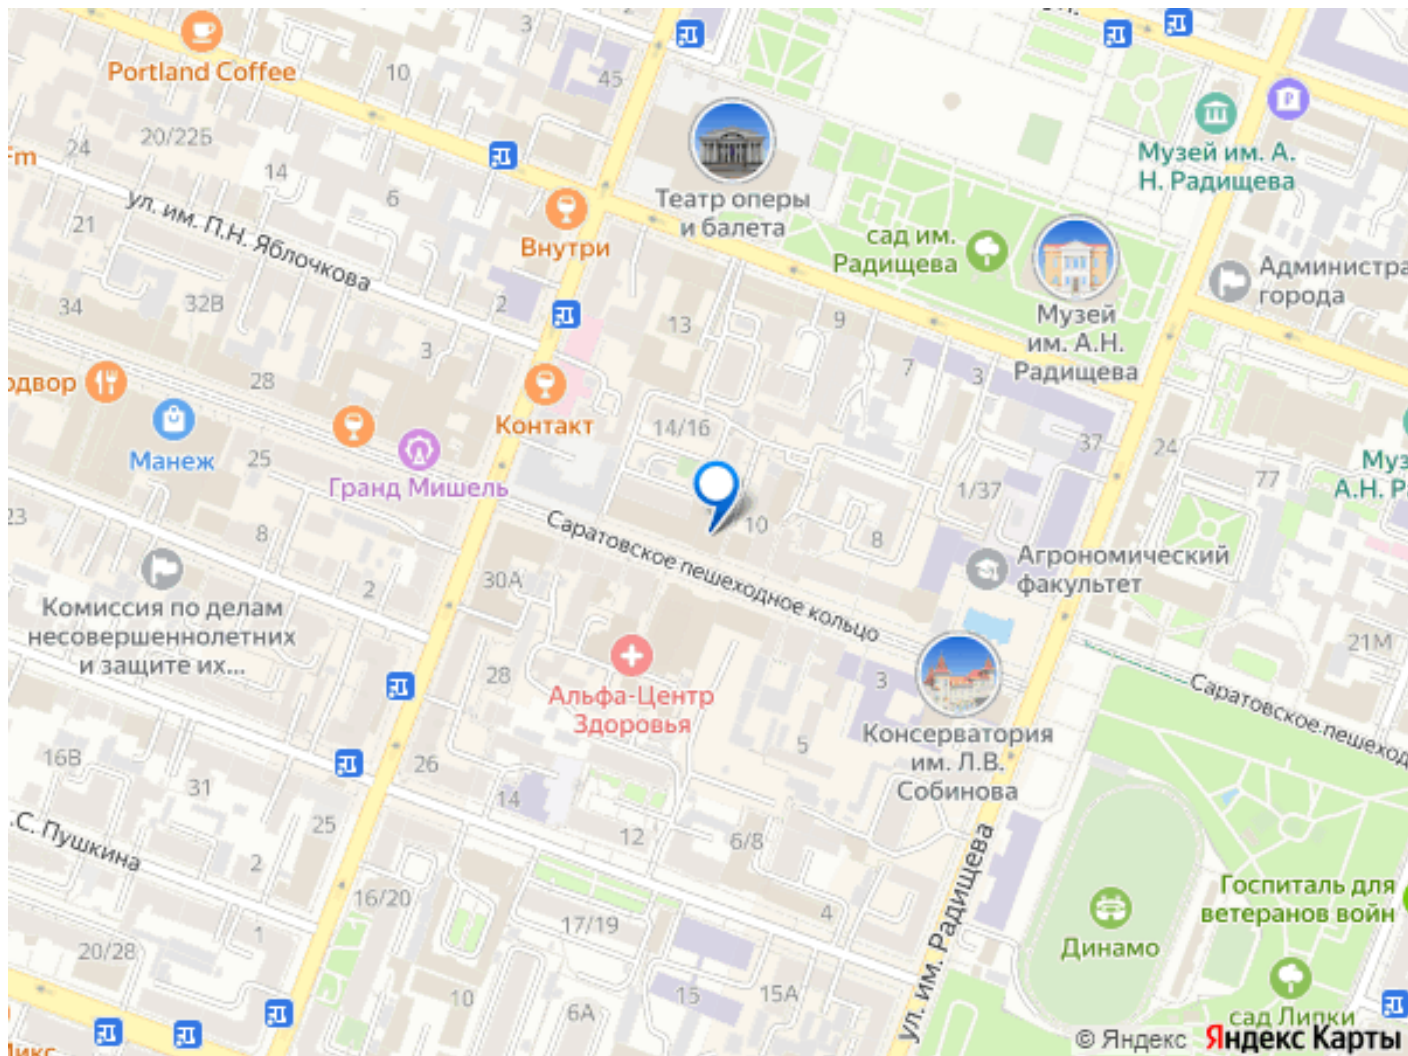 3
Portland Coffee
10
45
20/22Б
24
14
6
Музей им. А.
Н. Радищева
Театр оперы
и балета
ул. им. П.Н. Яблочкова
21
Внутри
сад им.
Радищева
Администра
города
34
32В
2
13
9
Музей
им. А.Н.
Радищева
3
28
7
3
Контакт
14/16
37
24
Манеж
25
Гранд Мишель
77
1/37
23
8
Саратовское пешеходное кольцо
10
8
Агрономический
факультет
30А
2
Комиссия по делам
несовершеннолетних
и защите их...
21М
28
Альфа-Центр
Здоровья
3
Саратовское пешеход
Консерватория
им. Л.В.
Собинова
5
16В
31
26
14
.С. Пушкина
25
12
6/8
2
ул. им. Радищева
16/20
4
Госпиталь для
ветеранов войн
17/19
Динамо
1
20/28
10
15
15А
6А
сад Липки
© Яндекс Яндекс Карты